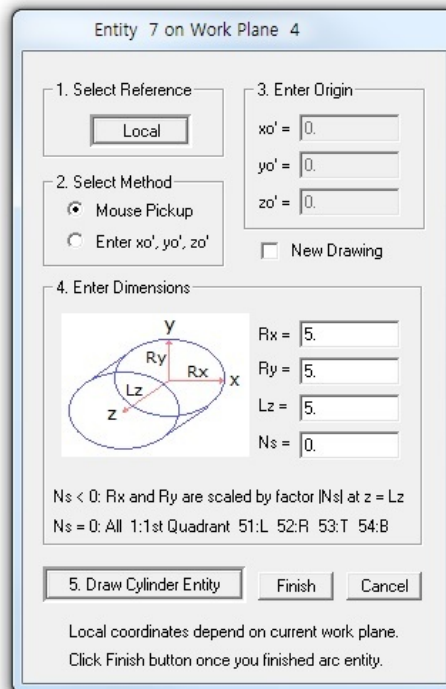 Entity 7 on Work Plane 4
1. Select Reference
Local
2. Select Method
Mouse Pickup
Enter xo', yo', zo'
3. Enter Origin
xo' = 0.
yo' = 0.
zo' = 0.
New Drawing
4. Enter Dimensions
y
Ry
Rx
x
Lz
z
Rx = 5.
Ry = 5.
Lz = 5.
Ns = 0.
Ns < 0: Rx and Ry are scaled by factor |Ns| at z = Lz
Ns = 0: All 1:1st Quadrant 51:L 52:R 53:T 54:B
5. Draw Cylinder Entity
Finish
Cancel
Local coordinates depend on current work plane.
Click Finish button once you finished arc entity.